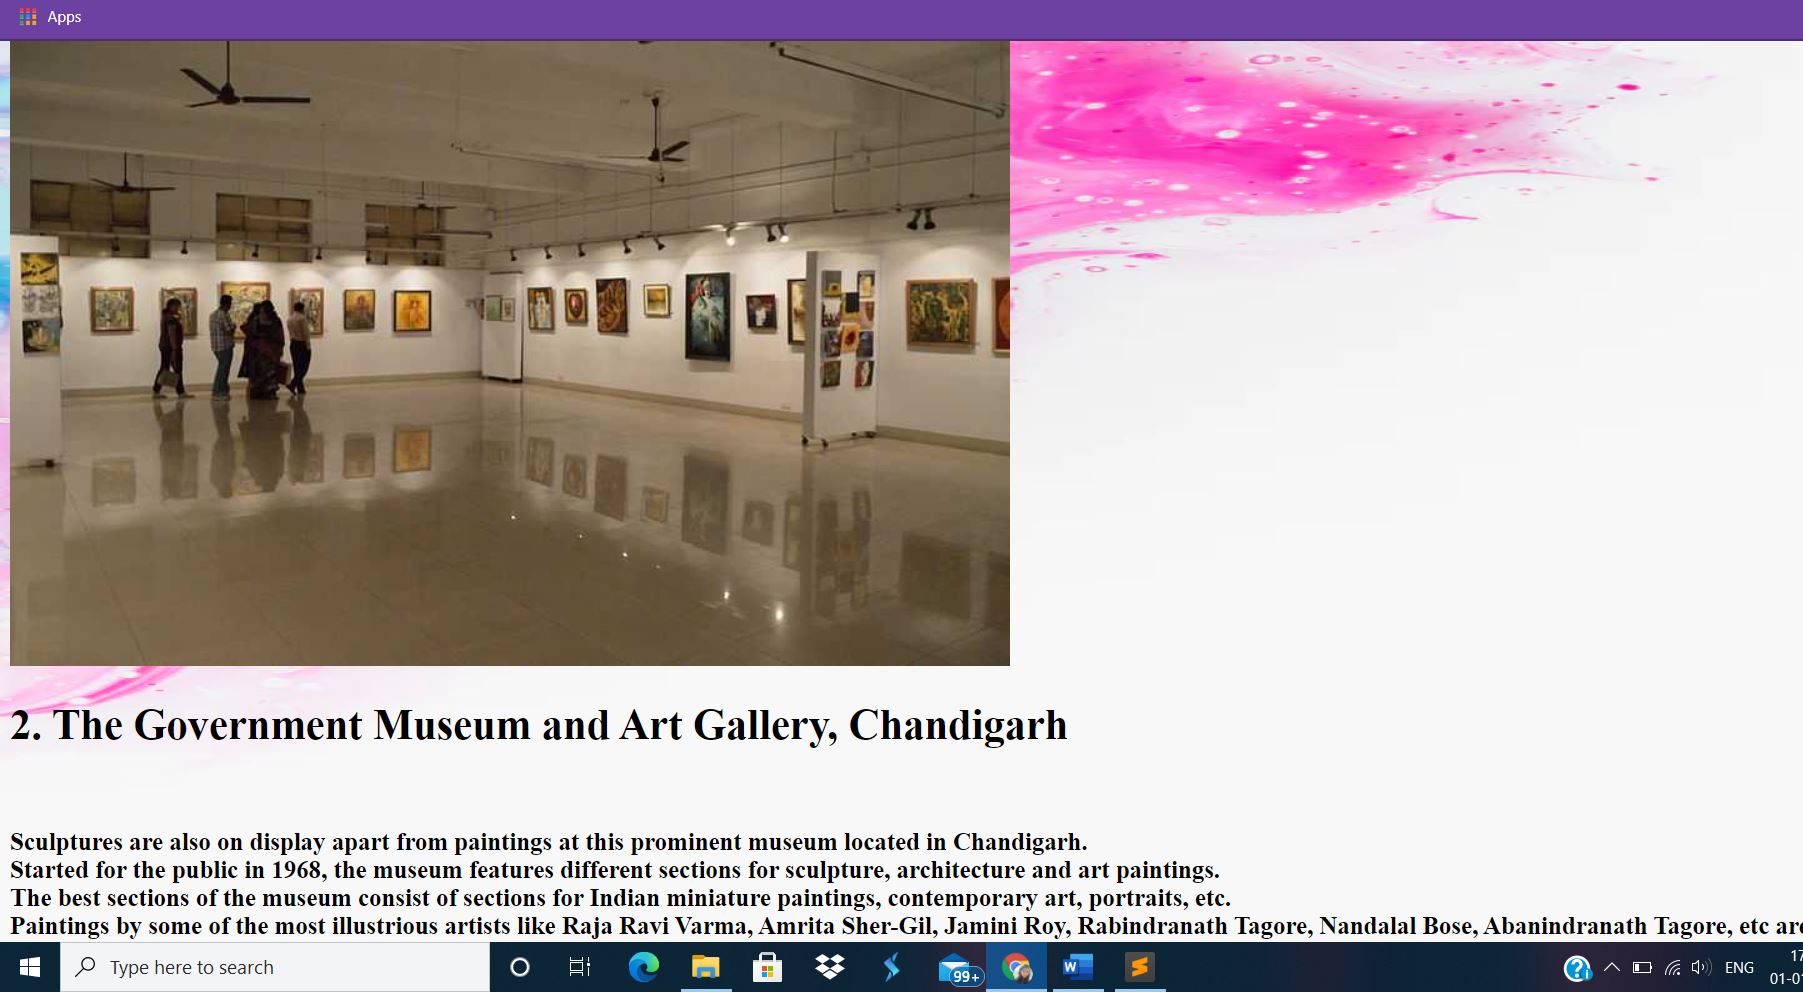 Apps
2. The Government Museum and Art Gallery, Chandigarh
Sculptures are also on display apart from paintings at this prominent museum located in Chandigarh.
Started for the public in 1968, the museum features different sections for sculpture, architecture and art paintings.
The best sections of the museum consist of sections for Indian miniature paintings, contemporary art, portraits, etc.
Paintings by some of the most illustrious artists like Raja Ravi Varma, Amrita Sher-Gil, Jamini Roy, Rabindranath Tagore, Nandalal Bose, Abanindranath Tagore, etc are
Type here to search
99+
W
S
ENG
17
01-0